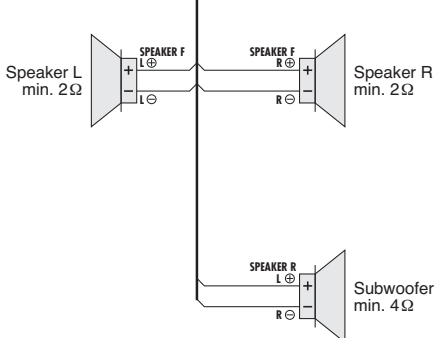 SPEAKER F
L ⊕
Speaker L
min. 2Ω
+
−
L ⊖
SPEAKER F
R ⊕
+
−
R ⊖
Speaker R
min. 2Ω
SPEAKER R
L ⊕
+
−
R ⊖
Subwoofer
min. 4Ω